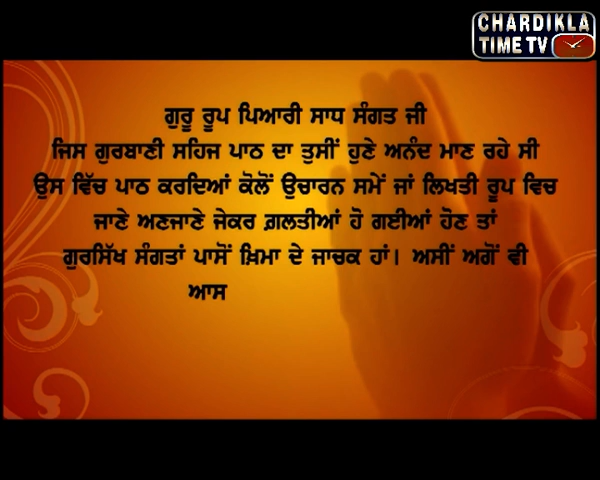 CHARDIKLA
TIME TV
ਗੁਰੂ ਰੂਪ ਪਿਆਰੀ ਸਾਧ ਸੰਗਤ ਜੀ
ਜਿਸ ਗੁਰਬਾਣੀ ਸਹਿਜ ਪਾਠ ਦਾ ਤੁਸੀਂ ਹੁਣੇ ਅਨੰਦ ਮਾਣ ਰਹੇ ਸੀ
ਉਸ ਵਿੱਚ ਪਾਠ ਕਰਦਿਆਂ ਕੋਲੋਂ ਉਚਾਰਨ ਸਮੇਂ ਜਾਂ ਲਿਖਤੀ ਰੂਪ ਵਿਚ
ਜਾਣੇ ਅਣਜਾਣੇ ਜੇਕਰ ਗ਼ਲਤੀਆਂ ਹੋ ਗਈਆਂ ਹੋਣ ਤਾਂ
ਗੁਰਸਿੱਖ ਸੰਗਤਾਂ ਪਾਸੋਂ ਖ਼ਿਮਾ ਦੇ ਜਾਚਕ ਹਾਂ। ਅਸੀਂ ਅਗੋਂ ਵੀ
ਆਸ